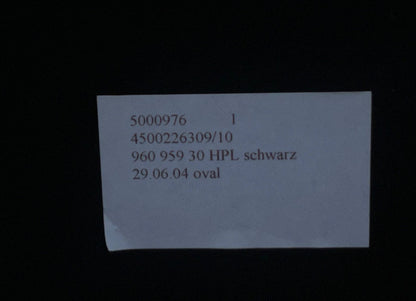 5000976 1
4500226309/10
960 959 30 HPL schwarz
29.06.04 oval